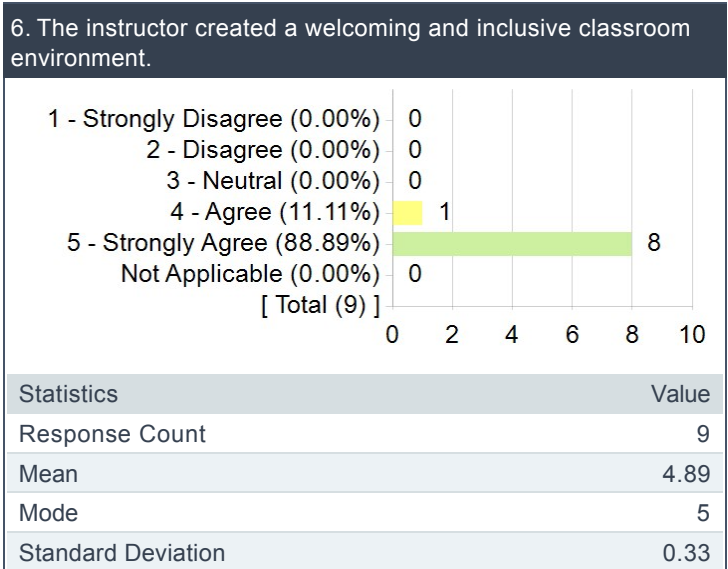 6. The instructor created a welcoming and inclusive classroom
environment.
1 - Strongly Disagree (0.00%) 0
2 - Disagree (0.00%) 0
3 - Neutral (0.00%) 0
4 - Agree (11.11%) 1
5 - Strongly Agree (88.89%) 8
Not Applicable (0.00%) 0
[ Total (9) ]
0 2 4 6 8 10
Statistics Value
Response Count 9
Mean 4.89
Mode 5
Standard Deviation 0.33